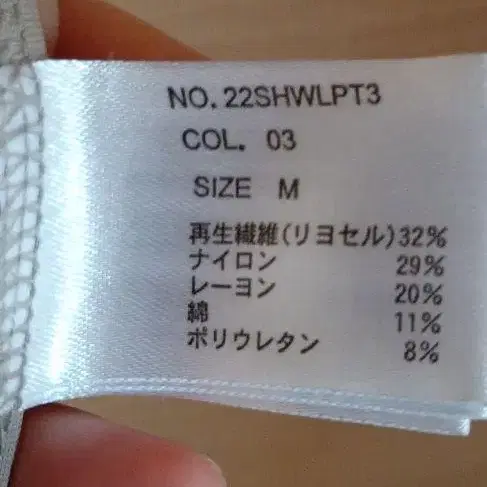 NO. 22SHWLPT3
COL. 03
SIZE M
再生繊維(リヨセル)32%
ナイロン 29%
レーヨン 20%
綿 11%
ポリウレタン 8%